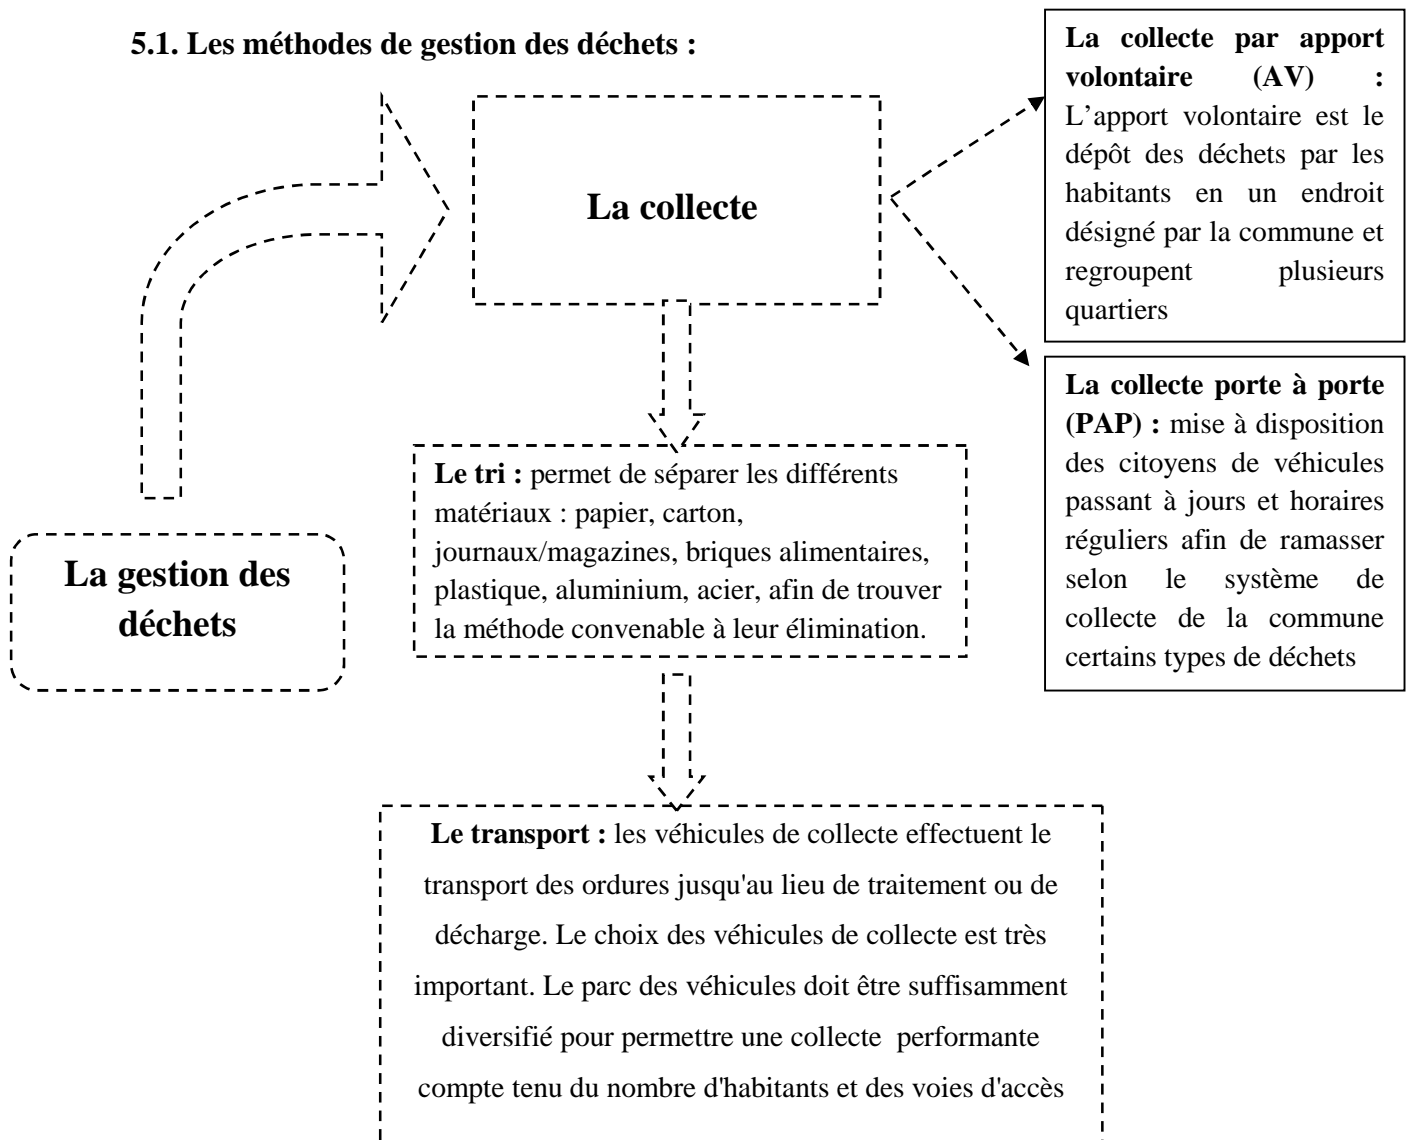 5.1. Les méthodes de gestion des déchets :
La collecte
La collecte par apport
volontaire (AV) :
L’apport volontaire est le
dépôt des déchets par les
habitants en un endroit
désigné par la commune et
regroupent plusieurs
quartiers
La collecte porte à porte
(PAP) : mise à disposition
des citoyens de véhicules
passant à jours et horaires
réguliers afin de ramasser
selon le système de
collecte de la commune
certains types de déchets
Le tri : permet de séparer les différents
matériaux : papier, carton,
journaux/magazines, briques alimentaires,
plastique, aluminium, acier, afin de trouver
la méthode convenable à leur élimination.
La gestion des
déchets
Le transport : les véhicules de collecte effectuent le
transport des ordures jusqu'au lieu de traitement ou de
décharge. Le choix des véhicules de collecte est très
important. Le parc des véhicules doit être suffisamment
diversifié pour permettre une collecte performante
compte tenu du nombre d'habitants et des voies d'accès